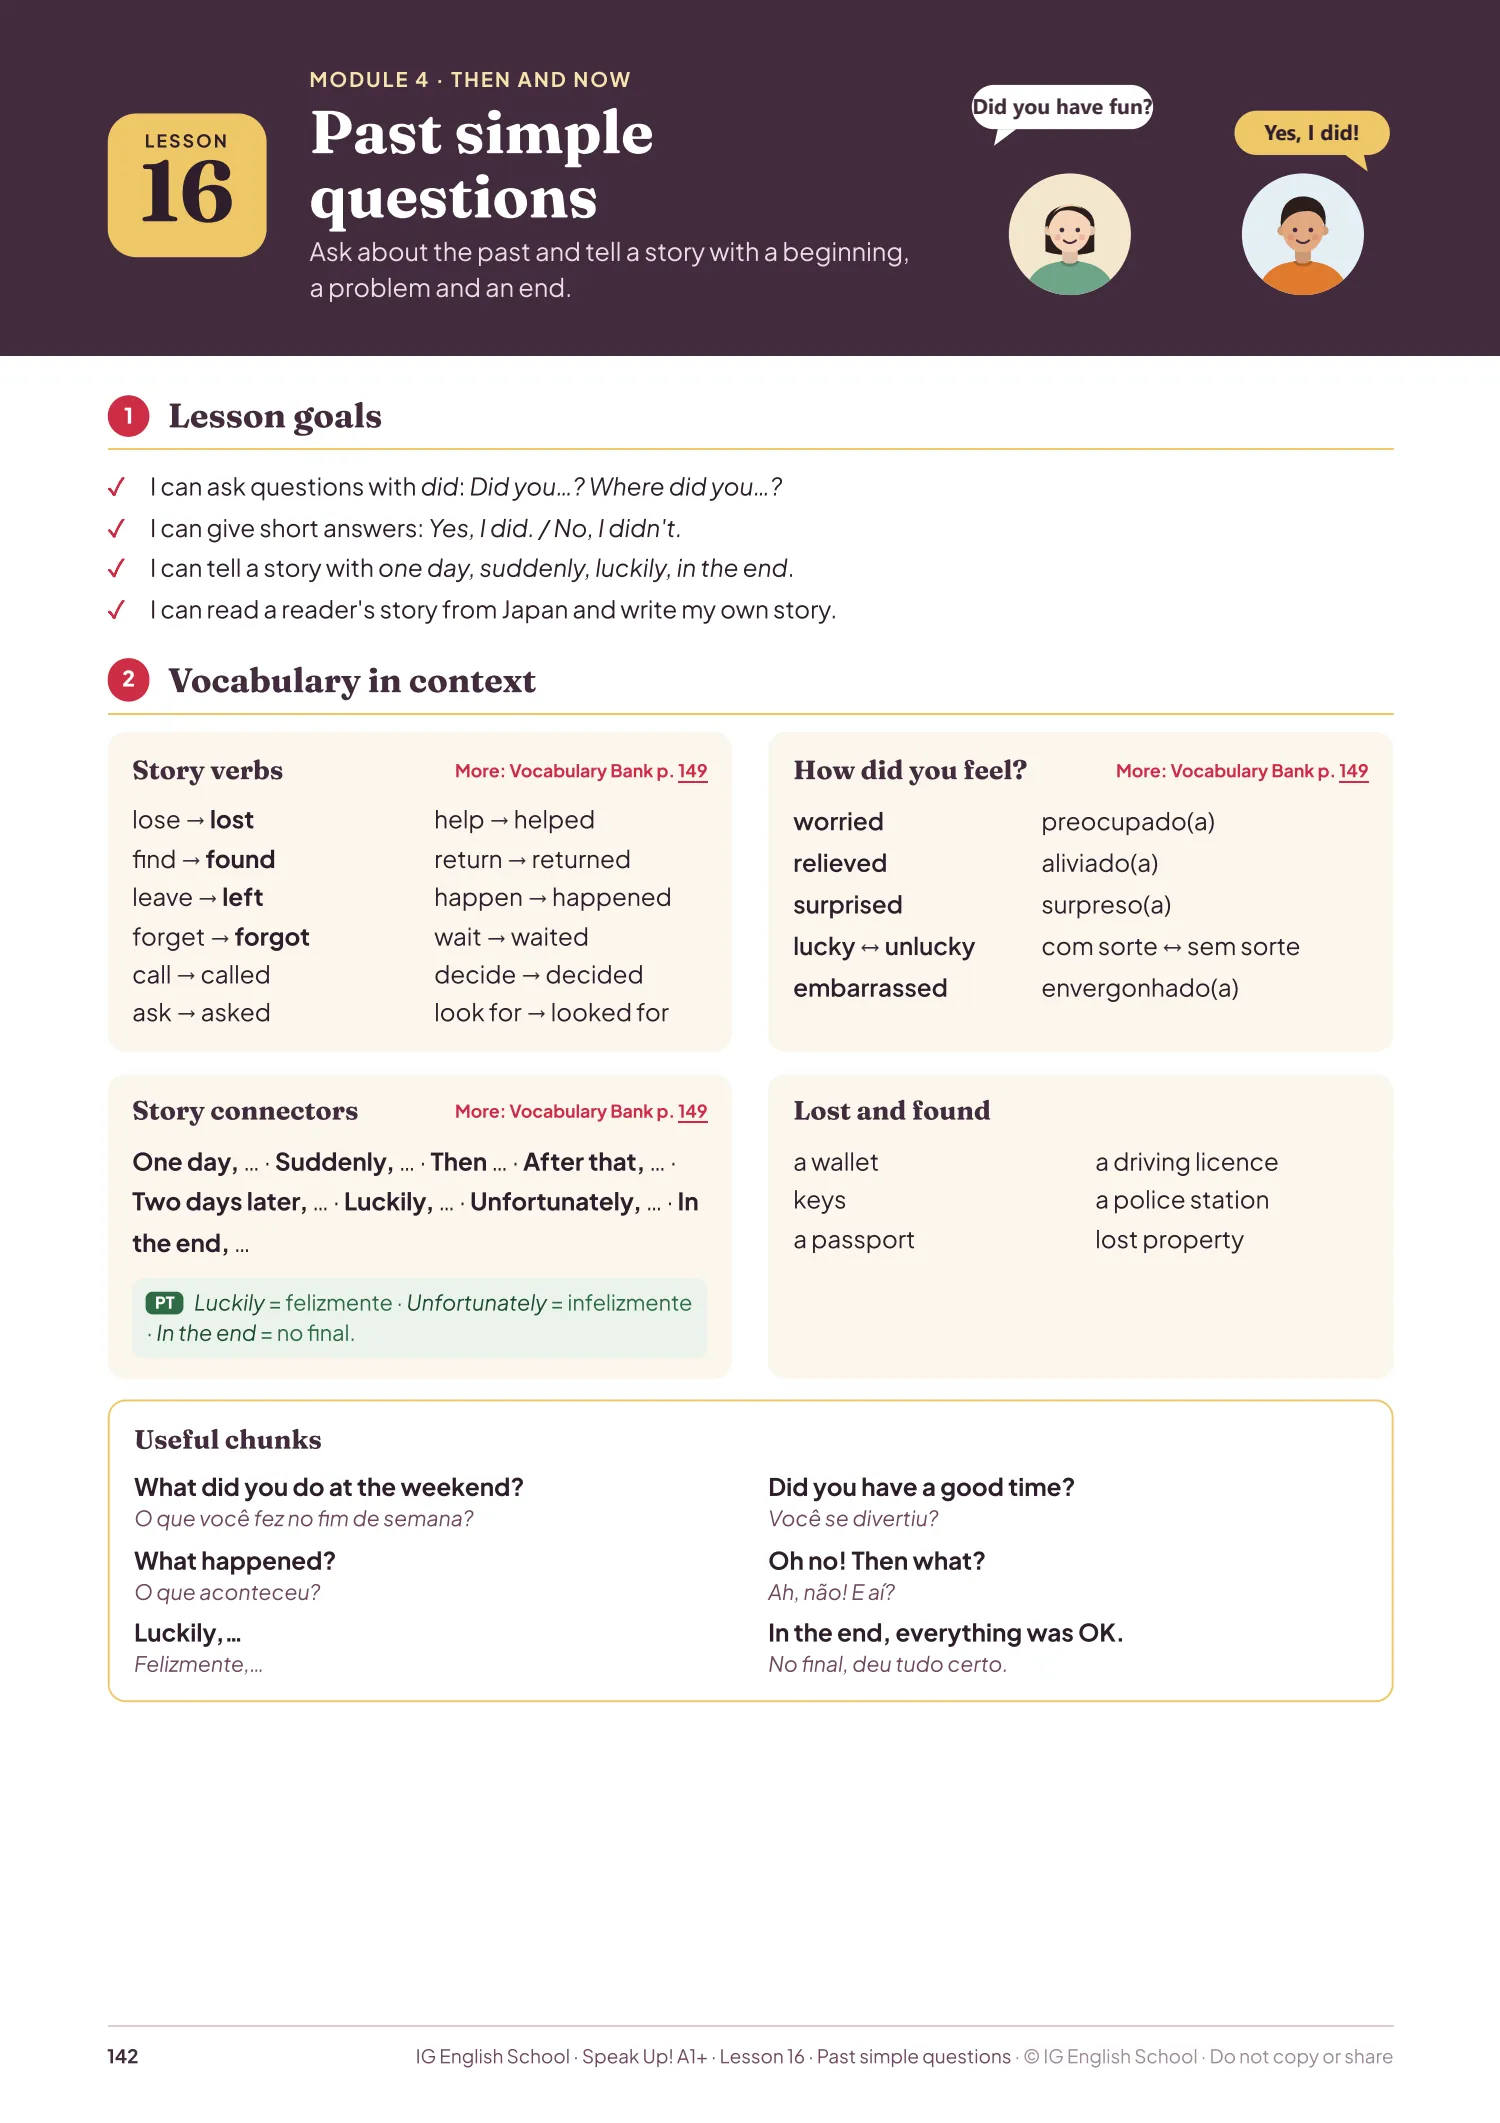 MODULE 4 · THEN AND NOW
LESSON
16
Past simple
questions
Ask about the past and tell a story with a beginning,
a problem and an end.
Did you have fun?
Yes, I did!
1 Lesson goals
✓ I can ask questions with did: Did you…? Where did you…?
✓ I can give short answers: Yes, I did. / No, I didn't.
✓ I can tell a story with one day, suddenly, luckily, in the end.
✓ I can read a reader's story from Japan and write my own story.
2 Vocabulary in context
Story verbs More: Vocabulary Bank p. 149
lose → lost help → helped
find → found return → returned
leave → left happen → happened
forget → forgot wait → waited
call → called decide → decided
ask → asked look for → looked for
How did you feel? More: Vocabulary Bank p. 149
worried preocupado(a)
relieved aliviado(a)
surprised surpreso(a)
lucky ↔ unlucky com sorte ↔ sem sorte
embarrassed envergonhado(a)
Story connectors More: Vocabulary Bank p. 149
One day, … · Suddenly, … · Then … · After that, … ·
Two days later, … · Luckily, … · Unfortunately, … · In
the end, …
PT Luckily = felizmente · Unfortunately = infelizmente
· In the end = no final.
Lost and found
a wallet a driving licence
keys a police station
a passport lost property
Useful chunks
What did you do at the weekend? Did you have a good time?
O que você fez no fim de semana? Você se divertiu?
What happened? Oh no! Then what?
O que aconteceu? Ah, não! E aí?
Luckily,… In the end, everything was OK.
Felizmente,… No final, deu tudo certo.
142 IG English School · Speak Up! A1+ · Lesson 16 · Past simple questions · © IG English School · Do not copy or share